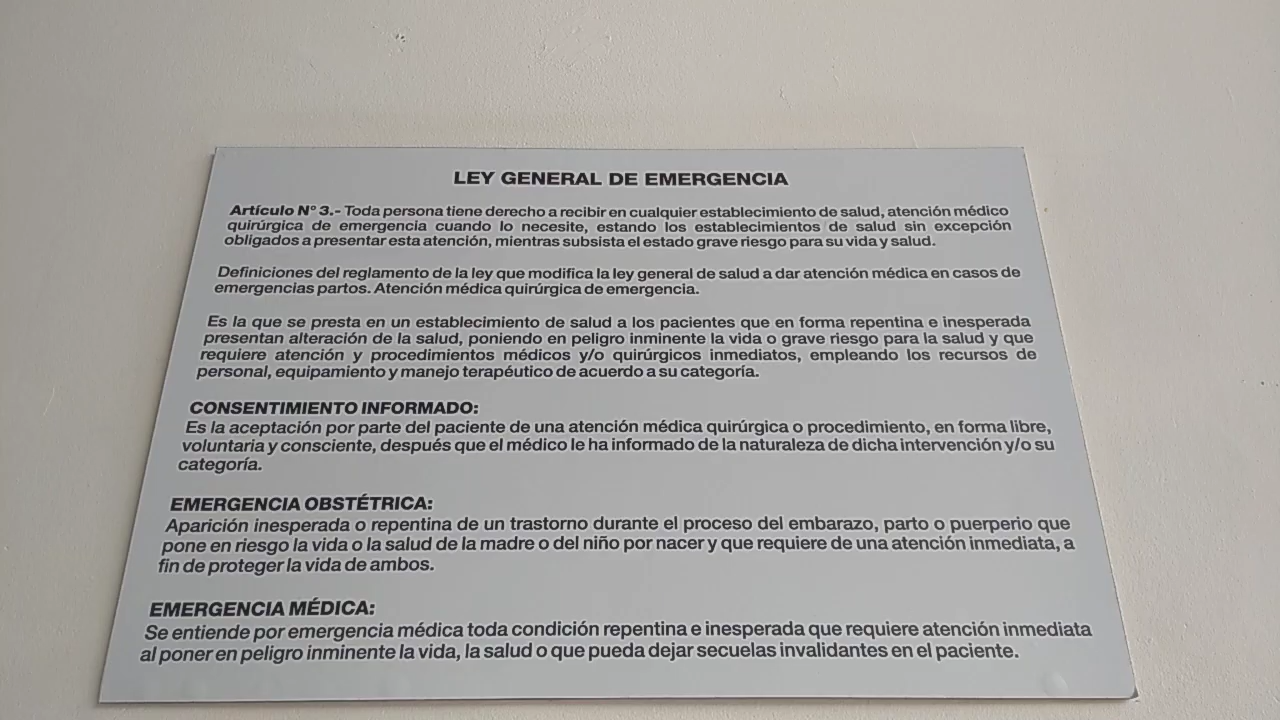 LEY GENERAL DE EMERGENCIA
Artículo N° 3.- Toda persona tiene derecho a recibir en cualquier establecimiento de salud, atención médico
quirúrgica de emergencia cuando lo necesite, estando los establecimientos de salud sin excepción
obligados a presentar esta atención, mientras subsista el estado grave riesgo para su vida y salud.
Definiciones del reglamento de la ley que modifica la ley general de salud a dar atención médica en casos de
emergencias partos. Atención médica quirúrgica de emergencia.
Es la que se presta en un establecimiento de salud a los pacientes que en forma repentina e inesperada
presentan alteración de la salud, poniendo en peligro inminente la vida o grave riesgo para la salud y que
requiere atención y procedimientos médicos y/o quirúrgicos inmediatos, empleando los recursos de
personal, equipamiento y manejo terapéutico de acuerdo a su categoría.
CONSENTIMIENTO INFORMADO:
Es la aceptación por parte del paciente de una atención médica quirúrgica o procedimiento, en forma libre,
voluntaria y consciente, después que el médico le ha informado de la naturaleza de dicha intervención y/o su
categoría.
EMERGENCIA OBSTÉTRICA:
Aparición inesperada o repentina de un trastorno durante el proceso del embarazo, parto o puerperio que
pone en riesgo la vida o la salud de la madre o del niño por nacer y que requiere de una atención inmediata, a
fin de proteger la vida de ambos.
EMERGENCIA MÉDICA:
Se entiende por emergencia médica toda condición repentina e inesperada que requiere atención inmediata
al poner en peligro inminente la vida, la salud o que pueda dejar secuelas invalidantes en el paciente.